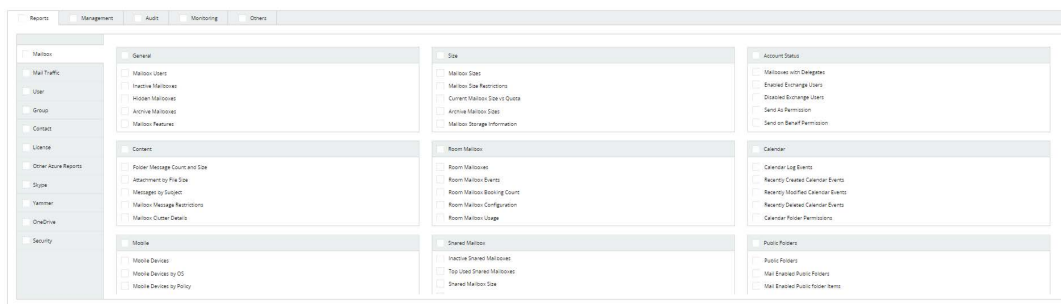 Reports
Management
Audit
Monitoring
Others
Mailbox
Mail Traffic
User
Group
Contact
License
Other Azure Reports
Skype
Yammer
OneDrive
Security
General
Mailbox Users
Inactive Mailboxes
Hidden Mailboxes
Archive Mailboxes
Mailbox Features
Size
Mailbox Sizes
Mailbox Size Restrictions
Current Mailbox Size vs Quota
Archive Mailbox Sizes
Mailbox Storage Information
Account Status
Mailboxes with Delegates
Enabled Exchange Users
Disabled Exchange Users
Send As Permission
Send on Behalf Permission
Content
Folder Message Count and Size
Attachment by File Size
Messages by Subject
Mailbox Message Restrictions
Mailbox Clutter Details
Room Mailbox
Room Mailboxes
Room Mailbox Events
Room Mailbox Booking Count
Room Mailbox Configuration
Room Mailbox Usage
Calendar
Calendar Log Events
Recently Created Calendar Events
Recently Modified Calendar Events
Recently Deleted Calendar Events
Calendar Folder Permissions
Mobile
Mobile Devices
Mobile Devices by OS
Mobile Devices by Policy
Shared Mailbox
Inactive Shared Mailboxes
Top Used Shared Mailboxes
Shared Mailbox Size
Public Folders
Public Folders
Mail Enabled Public Folders
Mail Enabled Public folder Items